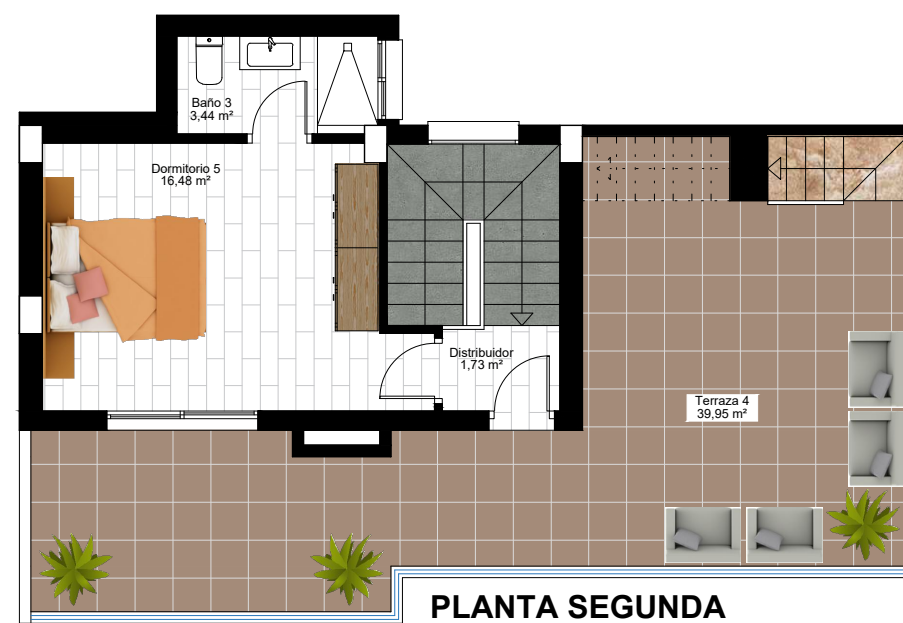 Baño 3
3,44 m²
Dormitorio 5
16,48 m²
Distribuidor
1,73 m²
Terraza 4
39,95 m²
PLANTA SEGUNDA